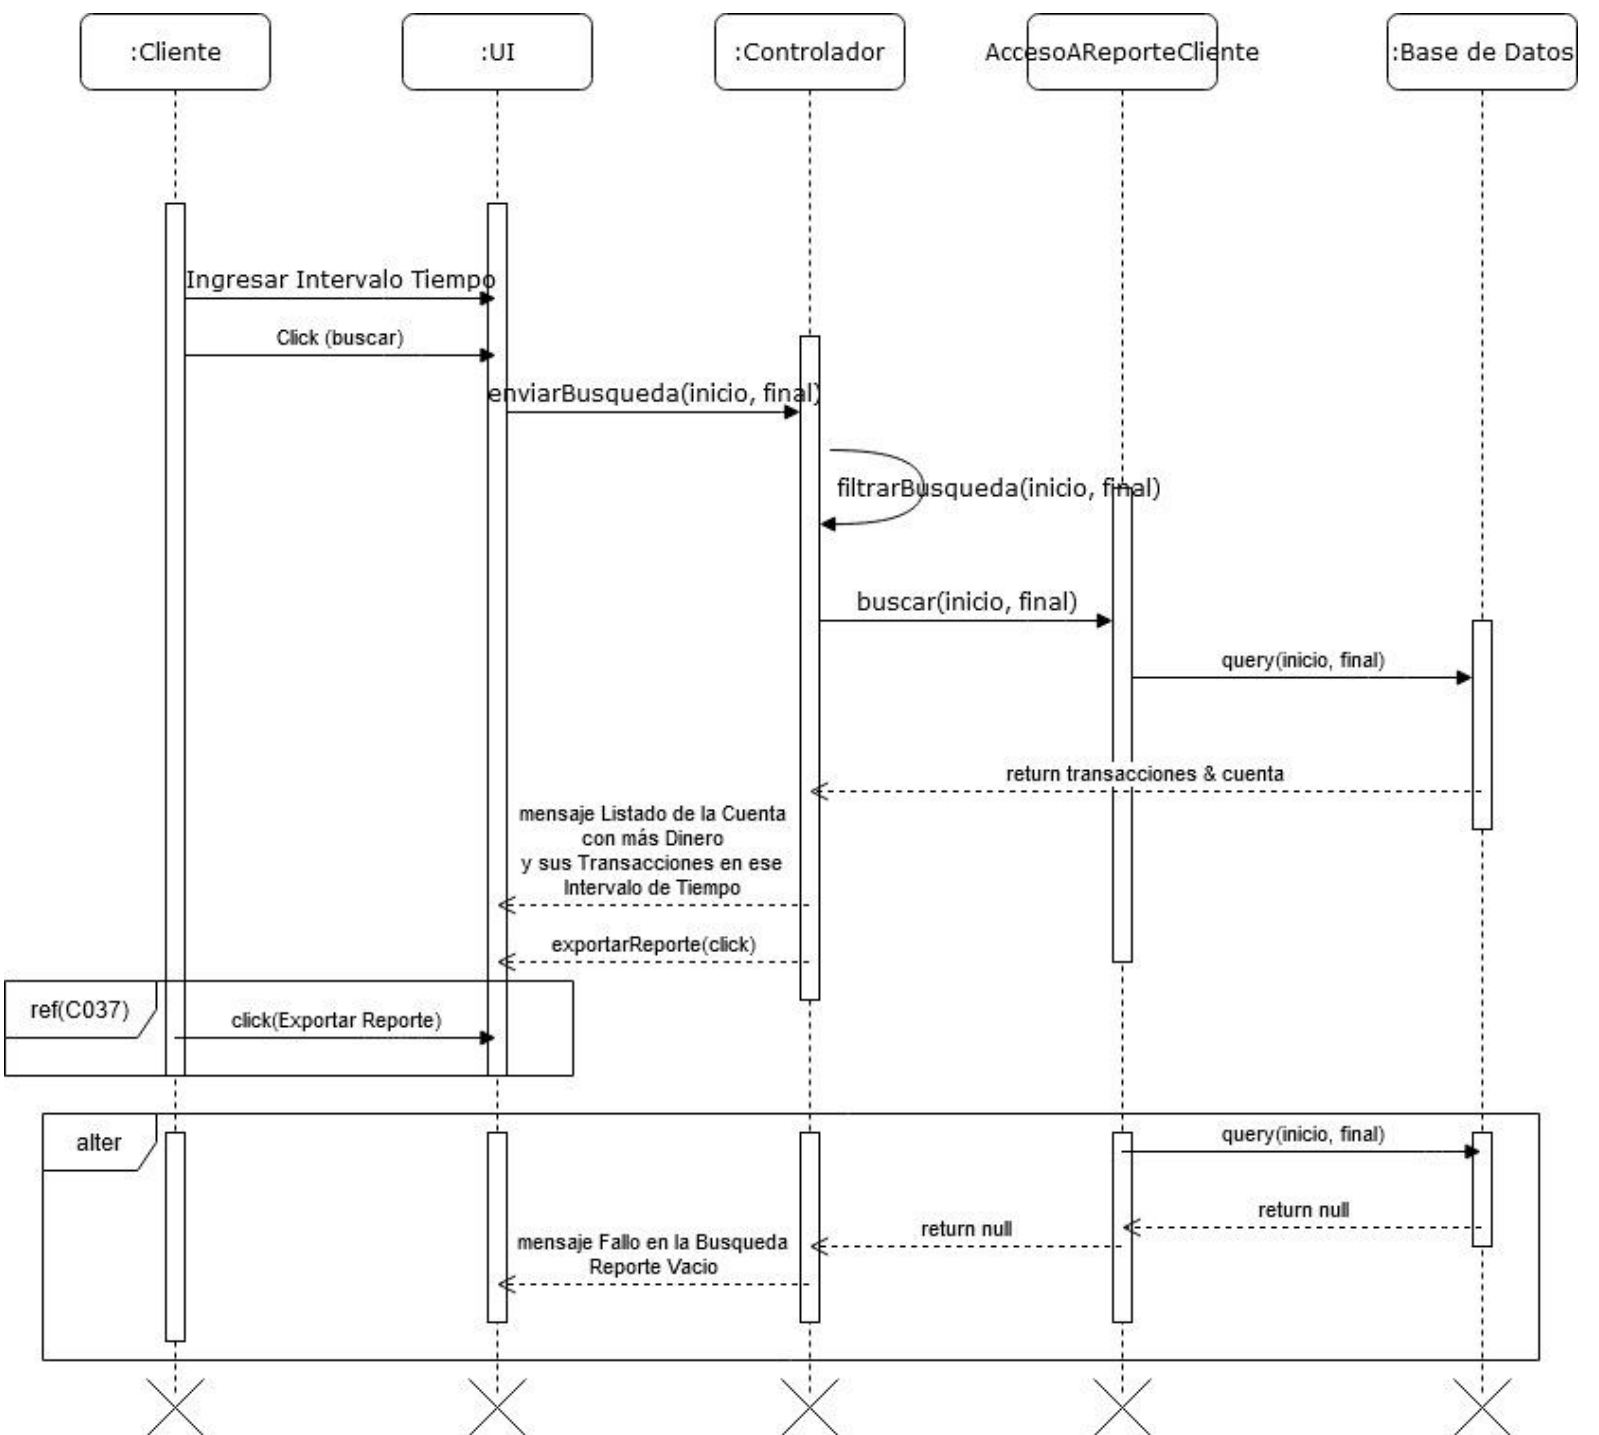 :Cliente
:UI
:Controlador
AccesoAReporteCliente
:Base de Datos
Ingresar Intervalo Tiempo
Click (buscar)
enviarBusqueda(inicio, final)
filtrarBusqueda(inicio, final)
buscar(inicio, final)
query(inicio, final)
return transacciones & cuenta
mensaje Listado de la Cuenta
con más Dinero
y sus Transacciones en ese
Intervalo de Tiempo
exportarReporte(click)
ref(C037)
click(Exportar Reporte)
alter
query(inicio, final)
return null
return null
mensaje Fallo en la Busqueda
Reporte Vacio